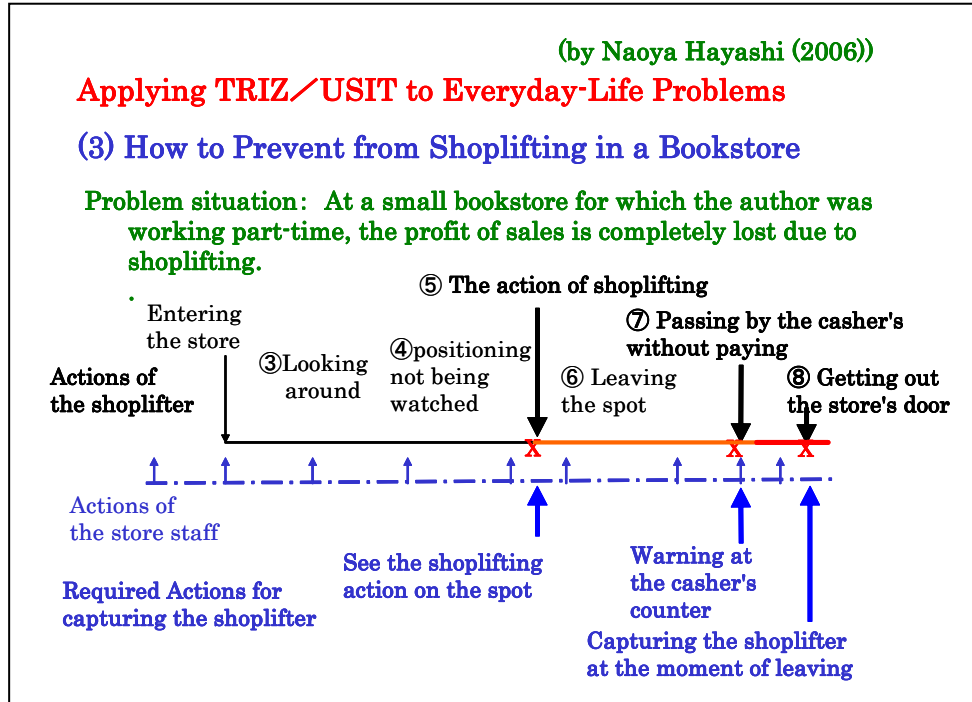 (by Naoya Hayashi (2006))
Applying TRIZ／USIT to Everyday-Life Problems
(3) How to Prevent from Shoplifting in a Bookstore
Problem situation: At a small bookstore for which the author was
working part-time, the profit of sales is completely lost due to
shoplifting.
.
⑤ The action of shoplifting
Entering
the store
⑦ Passing by the casher's
without paying
③Looking
around
④positioning
not being
watched
⑥ Leaving
the spot
⑧ Getting out
the store's door
Actions of
the shoplifter
X
X
X
Actions of
the store staff
See the shoplifting
action on the spot
Warning at
the casher's
counter
Required Actions for
capturing the shoplifter
Capturing the shoplifter
at the moment of leaving